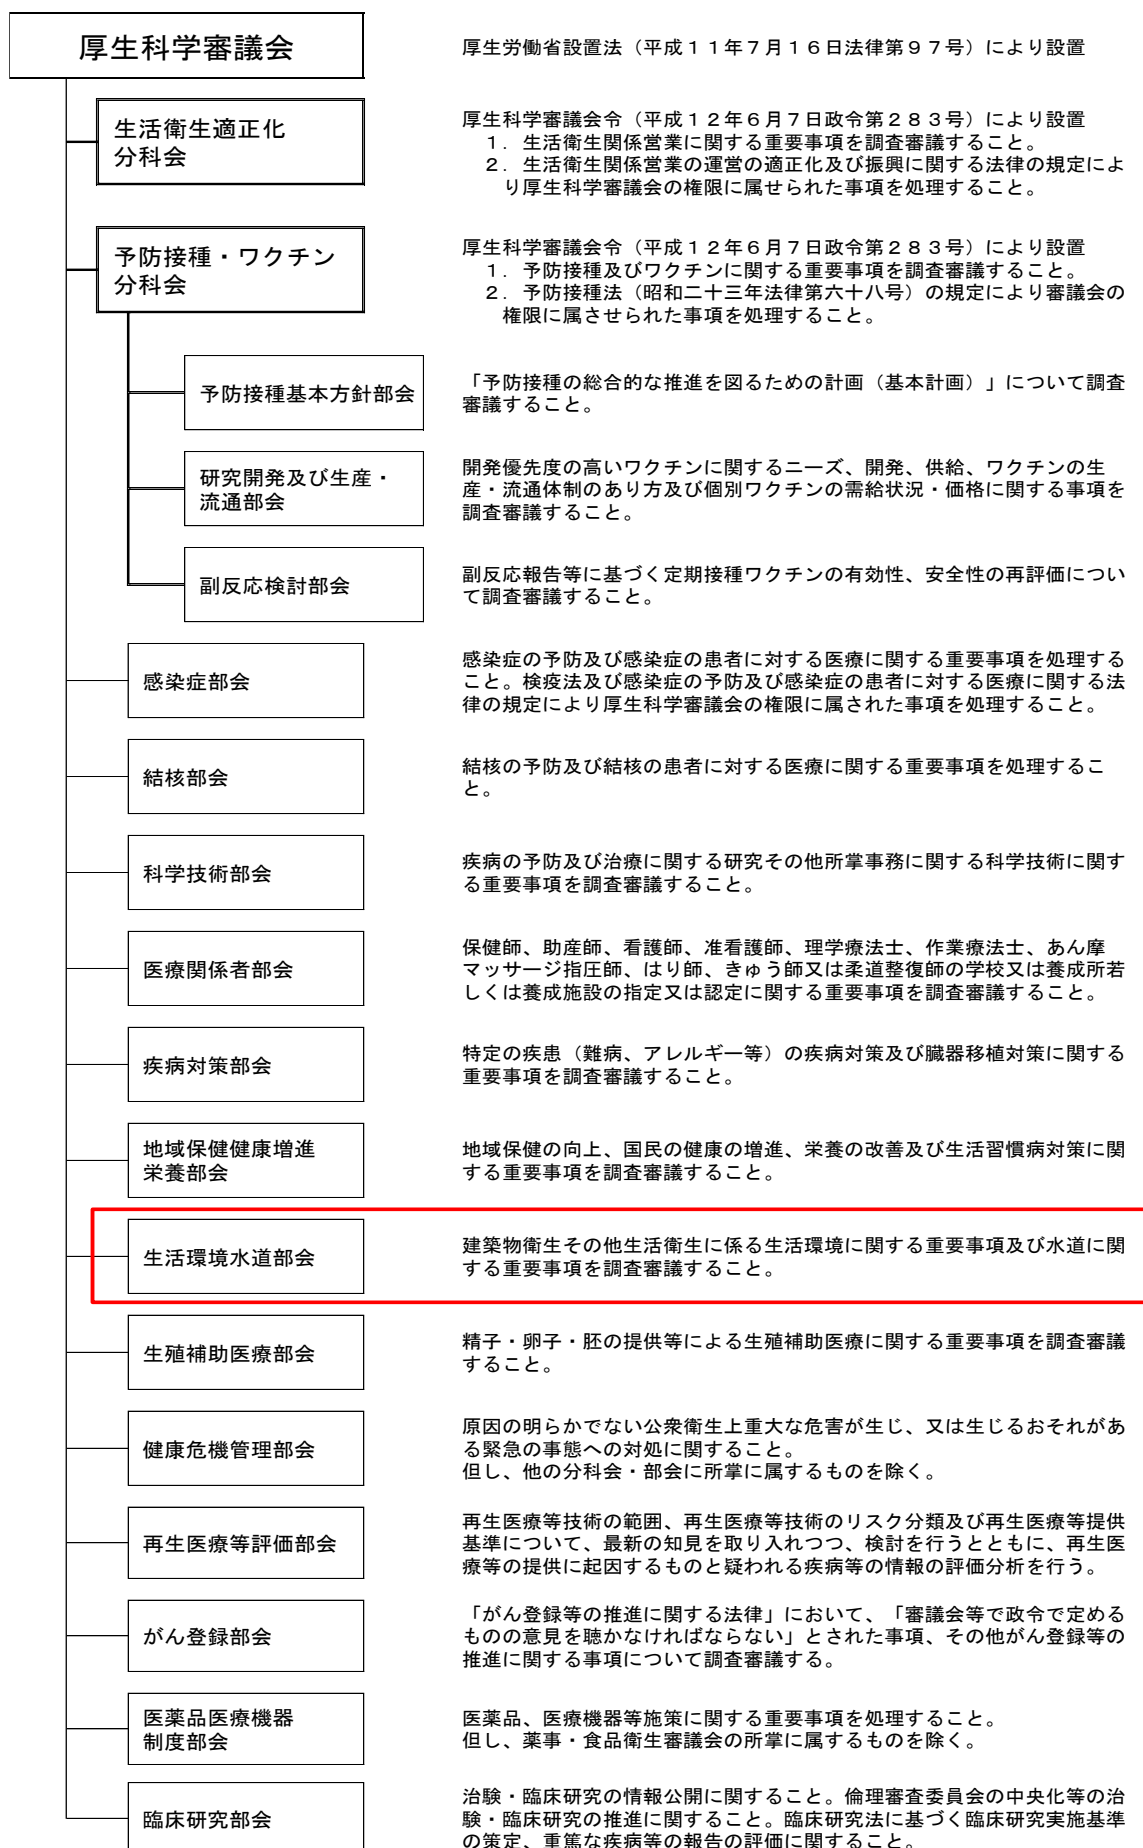 厚生科学審議会
厚生労働省設置法（平成１１年７月１６日法律第９７号）により設置
生活衛生適正化
分科会
厚生科学審議会令（平成１２年６月７日政令第２８３号）により設置
１．生活衛生関係営業に関する重要事項を調査審議すること。
２．生活衛生関係営業の運営の適正化及び振興に関する法律の規定によ
り厚生科学審議会の権限に属せられた事項を処理すること。
予防接種・ワクチン
分科会
厚生科学審議会令（平成１２年６月７日政令第２８３号）により設置
１．予防接種及びワクチンに関する重要事項を調査審議すること。
２．予防接種法（昭和二十三年法律第六十八号）の規定により審議会の
権限に属させられた事項を処理すること。
予防接種基本方針部会
「予防接種の総合的な推進を図るための計画（基本計画）」について調査
審議すること。
研究開発及び生産・
流通部会
開発優先度の高いワクチンに関するニーズ、開発、供給、ワクチンの生
産・流通体制のあり方及び個別ワクチンの需給状況・価格に関する事項を
調査審議すること。
副反応検討部会
副反応報告等に基づく定期接種ワクチンの有効性、安全性の再評価につい
て調査審議すること。
感染症部会
感染症の予防及び感染症の患者に対する医療に関する重要事項を処理する
こと。検疫法及び感染症の予防及び感染症の患者に対する医療に関する法
律の規定により厚生科学審議会の権限に属された事項を処理すること。
結核部会
結核の予防及び結核の患者に対する医療に関する重要事項を処理するこ
と。
科学技術部会
疾病の予防及び治療に関する研究その他所掌事務に関する科学技術に関す
る重要事項を調査審議すること。
医療関係者部会
保健師、助産師、看護師、准看護師、理学療法士、作業療法士、あん摩
マッサージ指圧師、はり師、きゅう師又は柔道整復師の学校又は養成所若
しくは養成施設の指定又は認定に関する重要事項を調査審議すること。
疾病対策部会
特定の疾患（難病、アレルギー等）の疾病対策及び臓器移植対策に関する
重要事項を調査審議すること。
地域保健健康増進
栄養部会
地域保健の向上、国民の健康の増進、栄養の改善及び生活習慣病対策に関
する重要事項を調査審議すること。
生活環境水道部会
建築物衛生その他生活衛生に係る生活環境に関する重要事項及び水道に関
する重要事項を調査審議すること。
生殖補助医療部会
精子・卵子・胚の提供等による生殖補助医療に関する重要事項を調査審議
すること。
健康危機管理部会
原因の明らかでない公衆衛生上重大な危害が生じ、又は生じるおそれがあ
る緊急の事態への対処に関すること。
但し、他の分科会・部会に所掌に属するものを除く。
再生医療等評価部会
再生医療等技術の範囲、再生医療等技術のリスク分類及び再生医療等提供
基準について、最新の知見を取り入れつつ、検討を行うとともに、再生医
療等の提供に起因するものと疑われる疾病等の情報の評価分析を行う。
がん登録部会
「がん登録等の推進に関する法律」において、「審議会等で政令で定める
ものの意見を聴かなければならない」とされた事項、その他がん登録等の
推進に関する事項について調査審議する。
医薬品医療機器
制度部会
医薬品、医療機器等施策に関する重要事項を処理すること。
但し、薬事・食品衛生審議会の所掌に属するものを除く。
臨床研究部会
治験・臨床研究の情報公開に関すること。倫理審査委員会の中央化等の治
験・臨床研究の推進に関すること。臨床研究法に基づく臨床研究実施基準
の策定、重篤な疾病等の報告の評価に関すること。